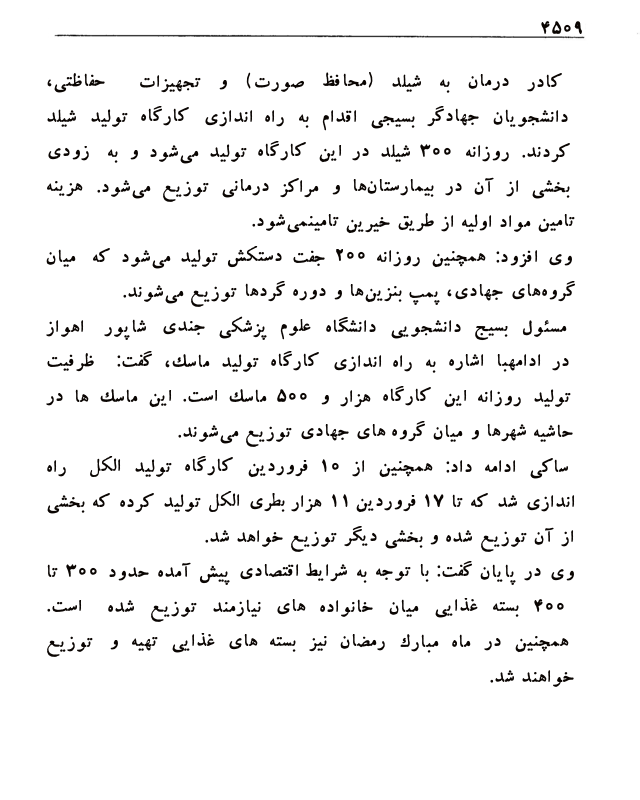 ۴۵۰۹
کادر درمان به شیلد (محافظ صورت) و تجهیزات حفاظتی،
دانشجویان جهادگر بسیجی اقدام به راه اندازی کارگاه تولید شیلد
کردند. روزانه ۳۰۰ شیلد در این کارگاه تولید می‌شود و به زودی
بخشی از آن در بیمارستان‌ها و مراکز درمانی توزیع می‌شود. هزینه
تامین مواد اولیه از طریق خیرین تامینمی‌شود.
وی افزود: همچنین روزانه ۲۰۰ جفت دستکش تولید می‌شود که میان
گروه‌های جهادی، پمپ بنزین‌ها و دوره گردها توزیع می‌شوند.
مسئول بسیج دانشجویی دانشگاه علوم پزشکی جندی شاپور اهواز
در ادامهبا اشاره به راه اندازی کارگاه تولید ماسک، گفت: ظرفیت
تولید روزانه این کارگاه هزار و ۵۰۰ ماسک است. این ماسک ها در
حاشیه شهرها و میان گروه های جهادی توزیع می‌شوند.
ساکی ادامه داد: همچنین از ۱۰ فروردین کارگاه تولید الکل راه
اندازی شد که تا ۱۷ فروردین ۱۱ هزار بطری الکل تولید کرده که بخشی
از آن توزیع شده و بخشی دیگر توزیع خواهد شد.
وی در پایان گفت: با توجه به شرایط اقتصادی پیش آمده حدود ۳۰۰ تا
۴۰۰ بسته غذایی میان خانواده های نیازمند توزیع شده است.
همچنین در ماه مبارک رمضان نیز بسته های غذایی تهیه و توزیع
خواهند شد.